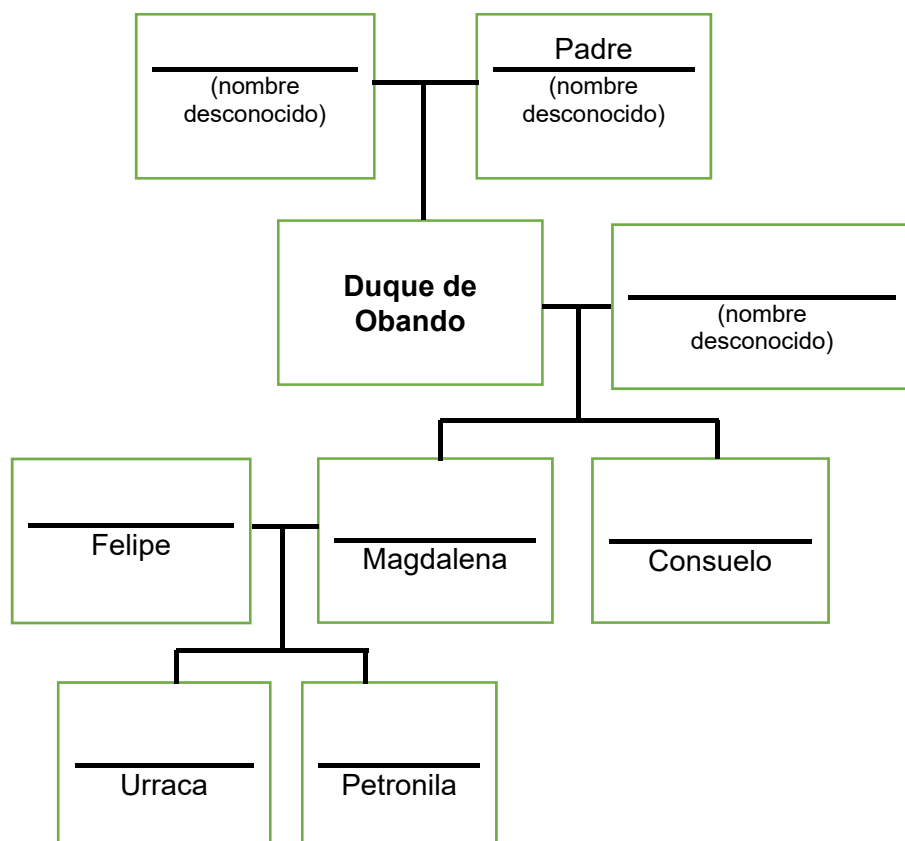 (nombre
desconocido)
Padre
(nombre
desconocido)
Duque de
Obando
(nombre
desconocido)
Felipe
Magdalena
Consuelo
Urraca
Petronila